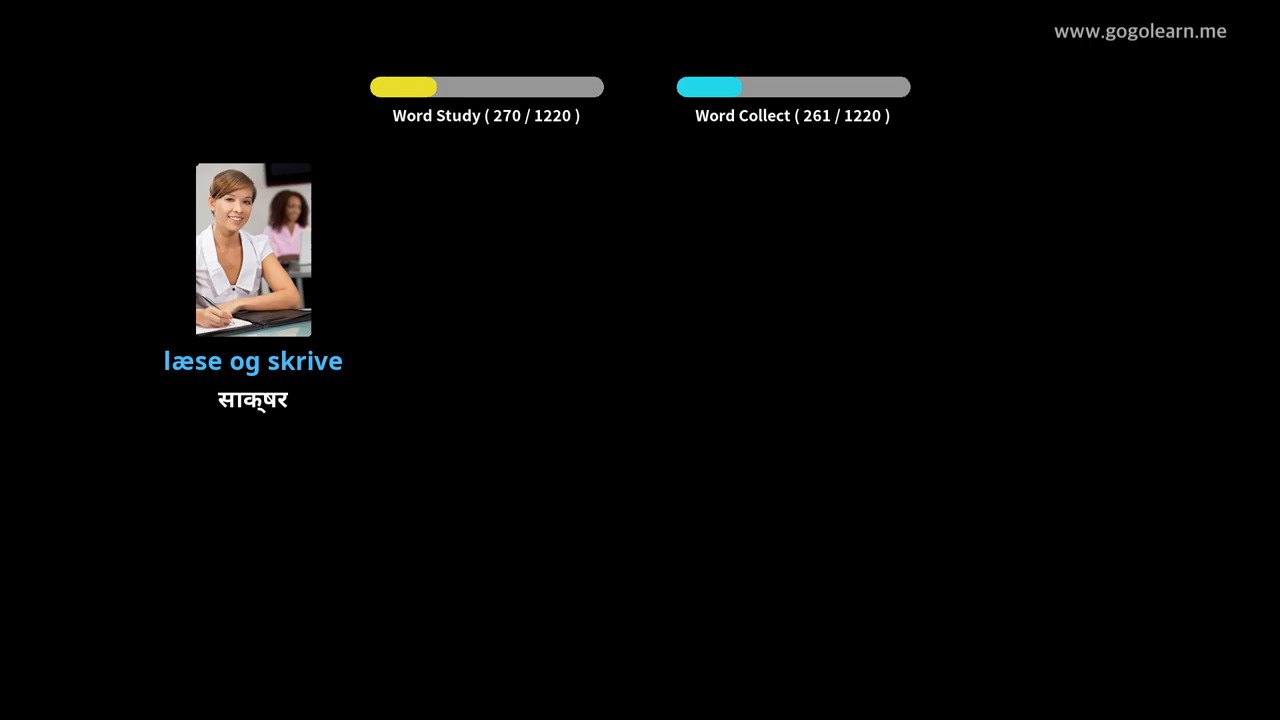 www.gogolearn.me
Word Study ( 270 / 1220 )
Word Collect ( 261 / 1220 )
læse og skrive
साक्षर